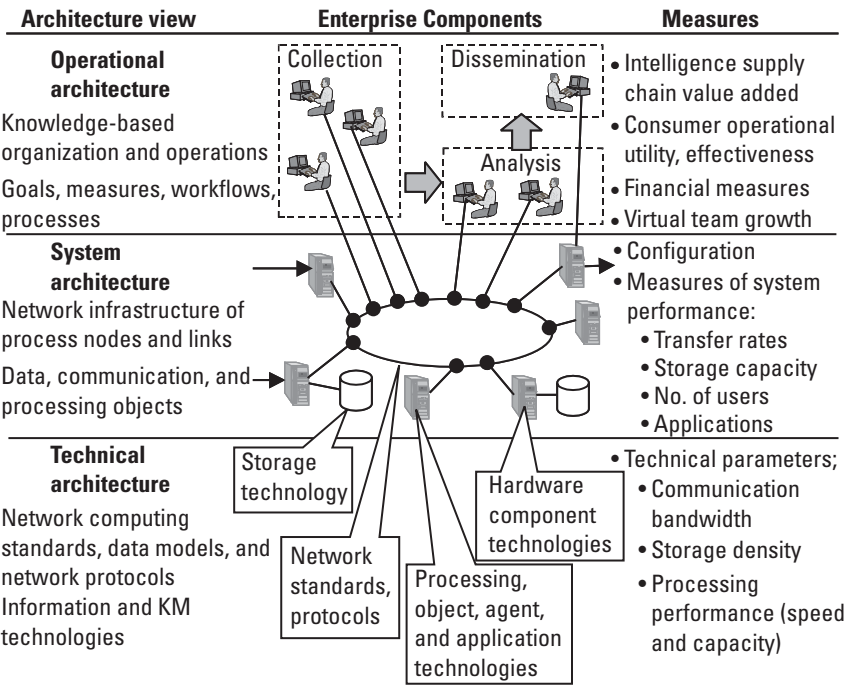 Architecture view
Enterprise Components
Measures
Operational
architecture
Knowledge-based
organization and operations
Goals, measures, workflows,
processes
Collection
Dissemination
Analysis
• Intelligence supply
chain value added
• Consumer operational
utility, effectiveness
• Financial measures
• Virtual team growth
System
architecture
Network infrastructure of
process nodes and links
Data, communication, and
processing objects
• Configuration
• Measures of system
performance:
• Transfer rates
• Storage capacity
• No. of users
• Applications
Technical
architecture
Network computing
standards, data models, and
network protocols
Information and KM
technologies
Storage
technology
Network
standards,
protocols
Processing,
object, agent,
and application
technologies
Hardware
component
technologies
• Technical parameters;
• Communication
bandwidth
• Storage density
• Processing
performance (speed
and capacity)